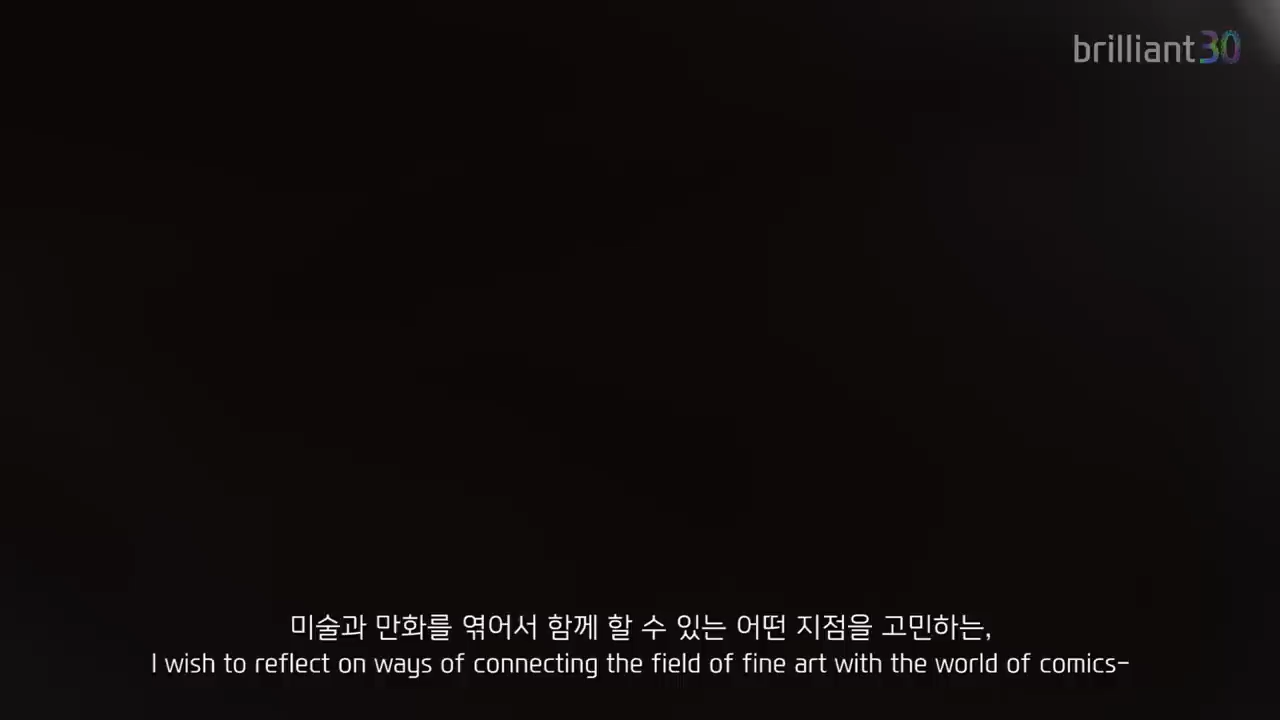 brilliant30
미술과 만화를 엮어서 함께 할 수 있는 어떤 지점을 고민하는,
I wish to reflect on ways of connecting the field of fine art with the world of comics-